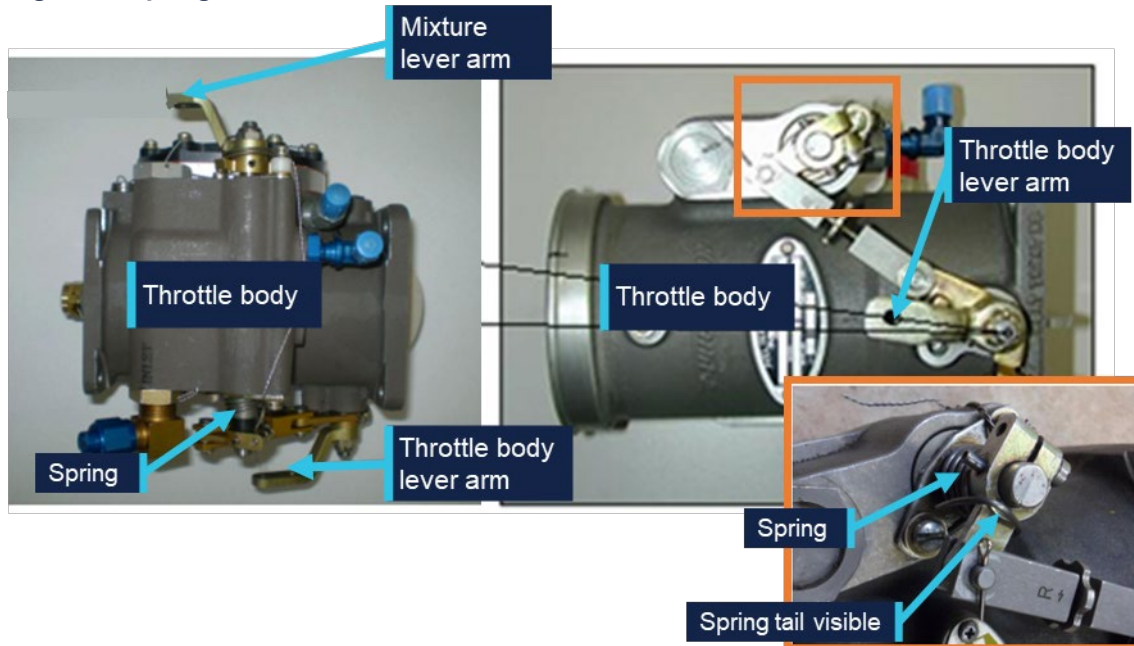 Mixture
lever arm
Throttle body
Spring
Throttle body
lever arm
Throttle body
Throttle body
lever arm
Spring
Spring tail visible
R